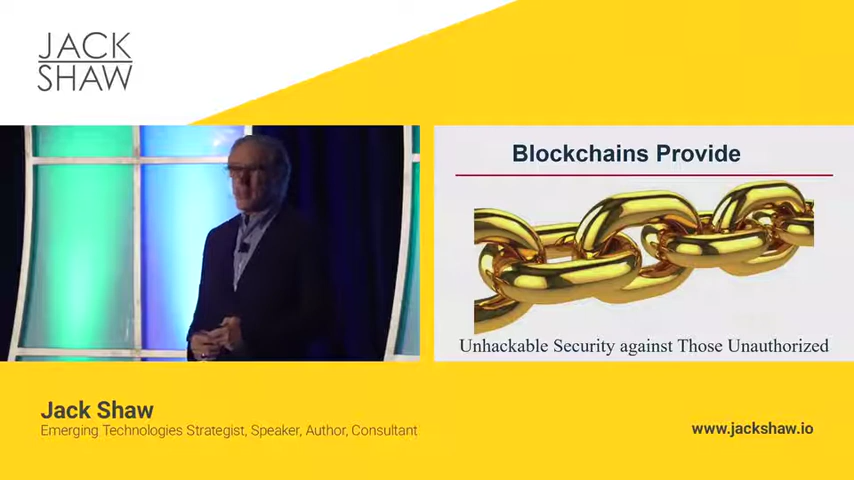 JACK
SHAW
Blockchains Provide
Unhackable Security against Those Unauthorized
Jack Shaw
Emerging Technologies Strategist, Speaker, Author, Consultant
www.jackshaw.io